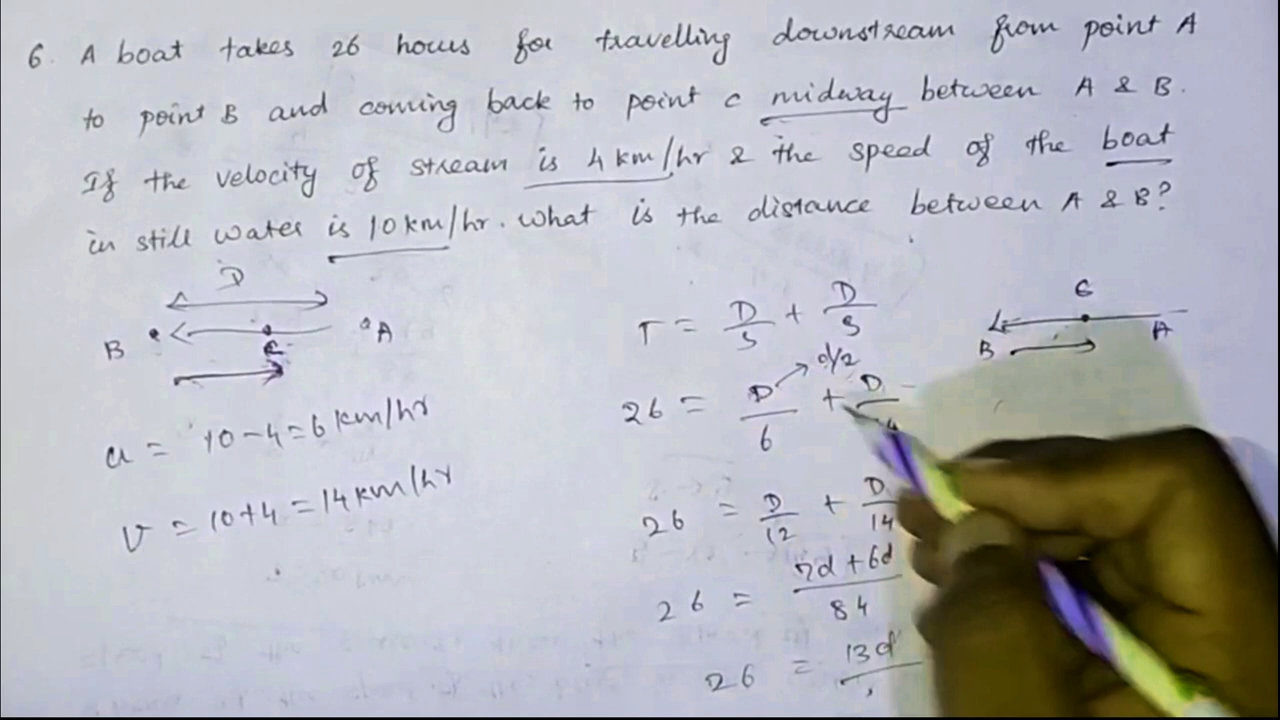 6. A boat takes 26 hours for travelling downstream from point A
to point B and coming back to point c midway between A & B.
If the velocity of stream is 4 km/hr & the speed of the boat
in still water is 10 km/hr. what is the distance between A & B?
D
B C A
u = 10-4 = 6 km/hr
v = 10+4 = 14 km/hr
T = D/S + D/S
26 = D/6 + D
d/2
26 = D/12 + D/14
26 = 7d + 6d / 84
26 = 13d
C
B A